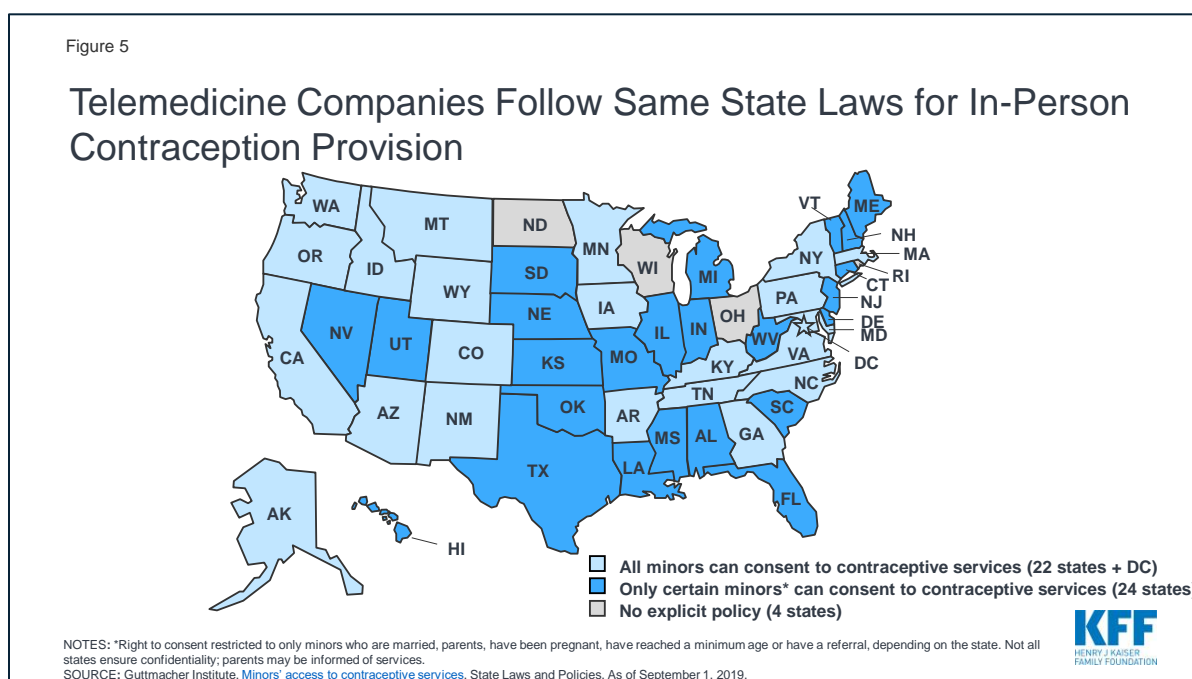 Figure 5
Telemedicine Companies Follow Same State Laws for In-Person
Contraception Provision
WA
MT
ND
MN
VT
ME
NH
OR
ID
SD
WI
MI
NY
MA
RI
CT
WY
IA
PA
NJ
NE
OH
DE
MD
NV
UT
CO
IL
IN
WV
VA
DC
CA
KS
MO
KY
NC
TN
AZ
NM
OK
AR
SC
MS
AL
GA
TX
LA
FL
AK
HI
All minors can consent to contraceptive services (22 states + DC)
Only certain minors* can consent to contraceptive services (24 states
No explicit policy (4 states)
NOTES: *Right to consent restricted to only minors who are married, parents, have been pregnant, have reached a minimum age or have a referral, depending on the state. Not all
states ensure confidentiality; parents may be informed of services.
SOURCE: Guttmacher Institute, Minors' access to contraceptive services, State Laws and Policies, As of September 1, 2019.
KFF
HENRY J KAISER
FAMILY FOUNDATION